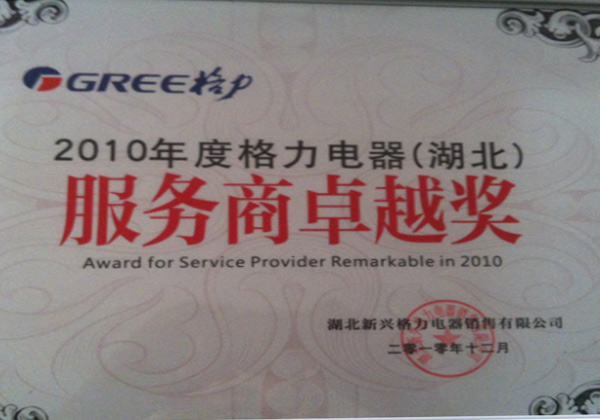 GREE格力
2010年度格力电器(湖北)
服务商卓越奖
Award for Service Provider Remarkable in 2010
湖北新兴格力电器销售有限公司
二零一零年十二月